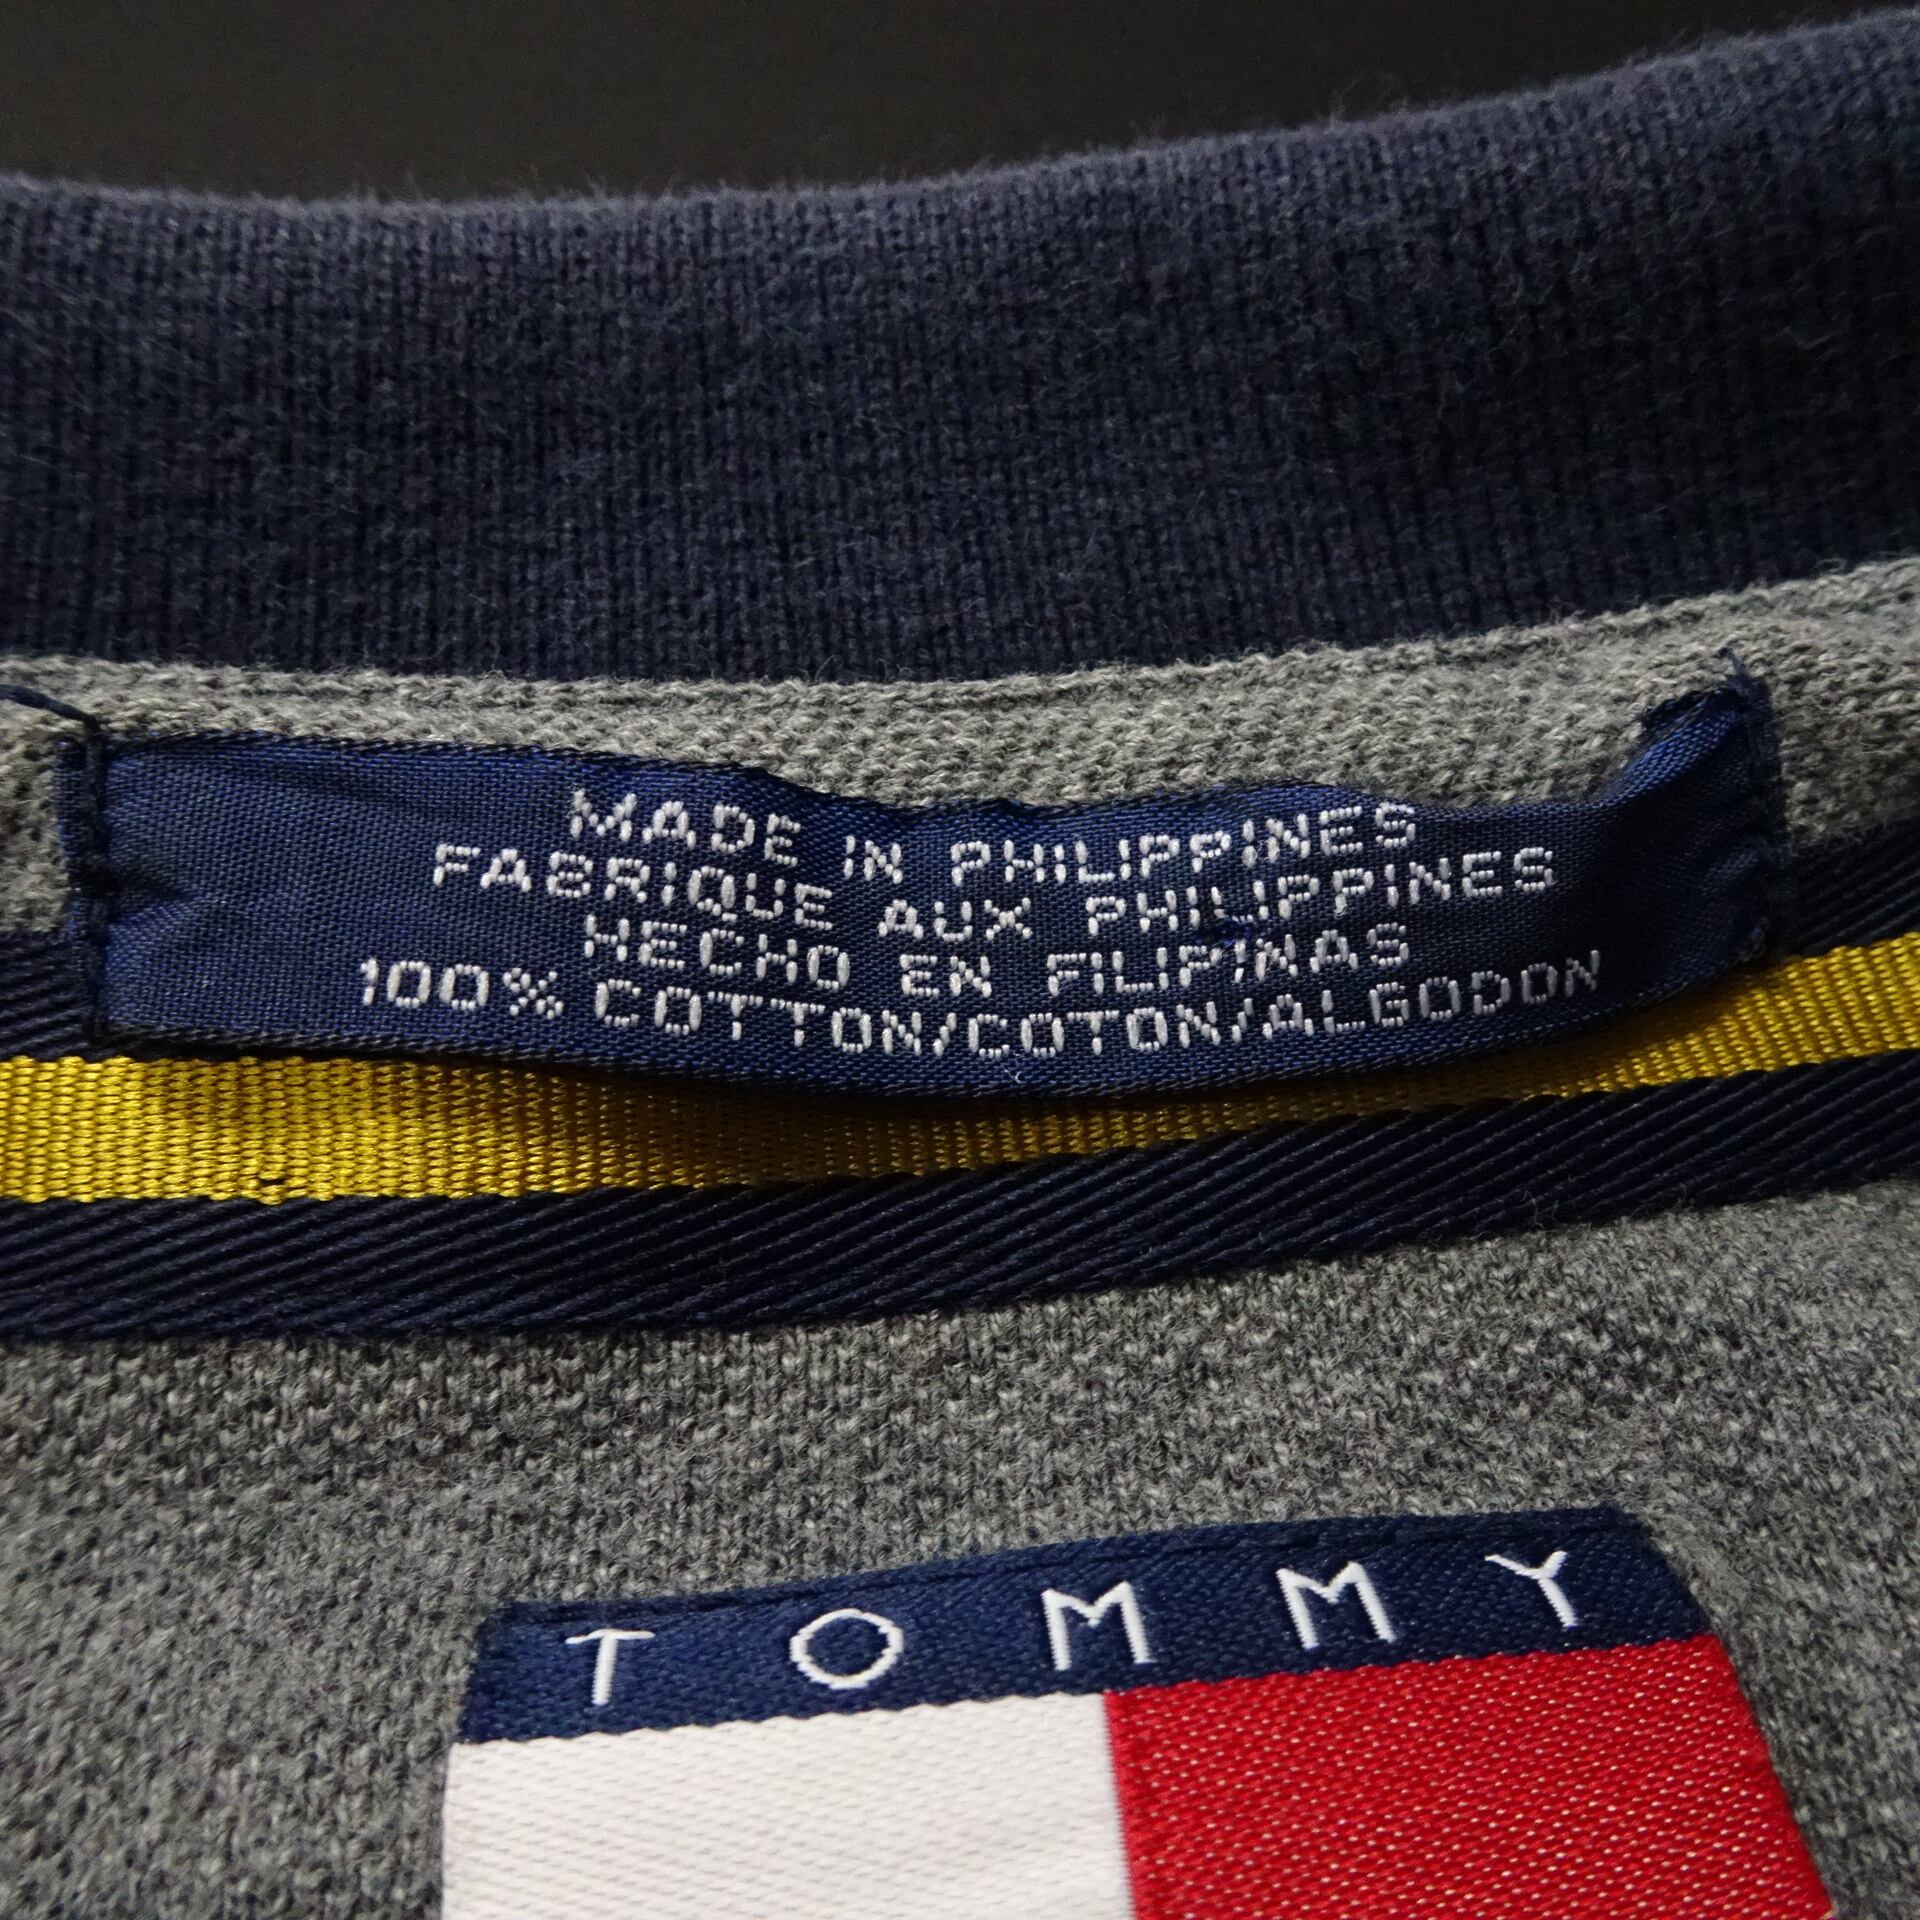 MADE IN PHILIPPINES
FABRIQUE AUX PHILIPPINES
HECHO EN FILIPINAS
100% COTTON/COTON/ALGODON
TOMMY